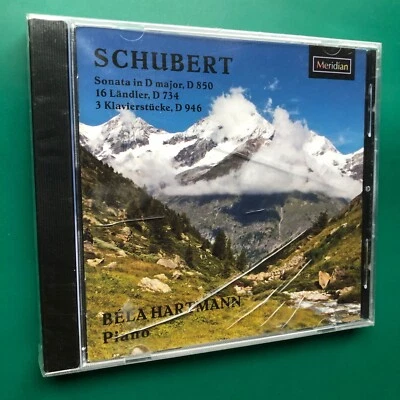 SCHUBERT
Meridian
Sonata in D major, D 850
16 Ländler, D 734
3 Klavierstücke, D 946
BÉLA HARTMANN
Piano